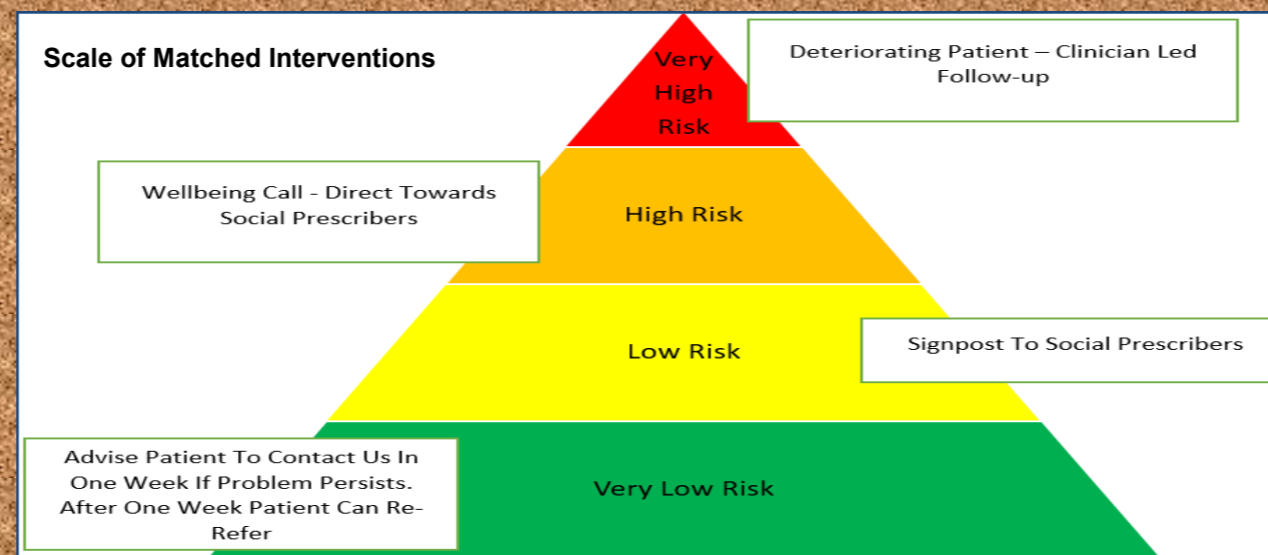 Scale of Matched Interventions
Very
High
Risk
Deteriorating Patient – Clinician Led
Follow-up
Wellbeing Call - Direct Towards
Social Prescribers
High Risk
Low Risk
Signpost To Social Prescribers
Advise Patient To Contact Us In
One Week If Problem Persists.
After One Week Patient Can Re-
Refer
Very Low Risk